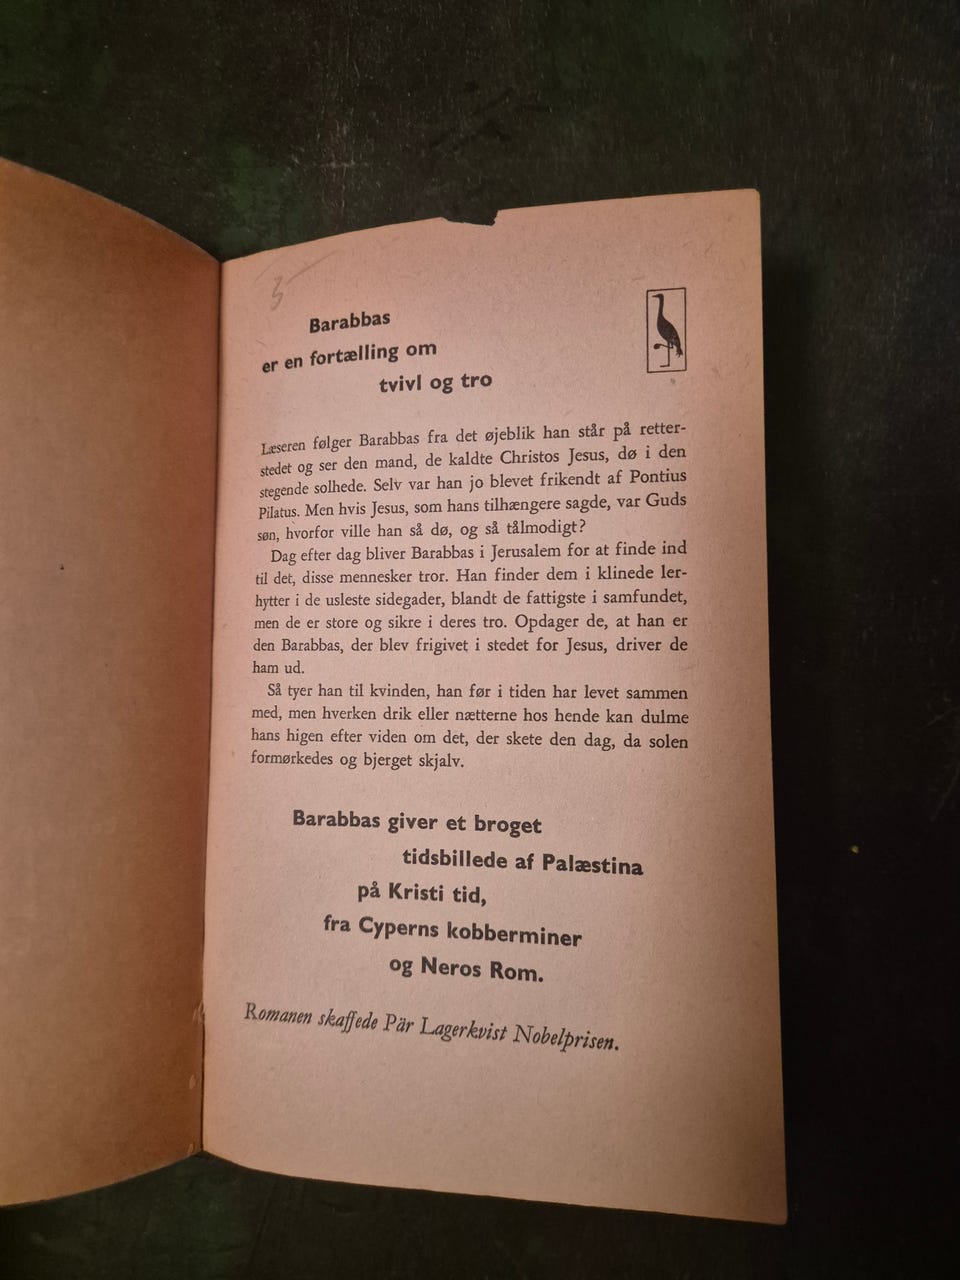 3
Barabbas
er en fortælling om
tvivl og tro
Læseren følger Barabbas fra det øjeblik han står på retter-
stedet og ser den mand, de kaldte Christos Jesus, dø i den
stegende solhede. Selv var han jo blevet frikendt af Pontius
Pilatus. Men hvis Jesus, som hans tilhængere sagde, var Guds
søn, hvorfor ville han så dø, og så tålmodigt?
Dag efter dag bliver Barabbas i Jerusalem for at finde ind
til det, disse mennesker tror. Han finder dem i klinede ler-
hytter i de usleste sidegader, blandt de fattigste i samfundet,
men de er store og sikre i deres tro. Opdager de, at han er
den Barabbas, der blev frigivet i stedet for Jesus, driver de
ham ud.
Så tyer han til kvinden, han før i tiden har levet sammen
med, men hverken drik eller nætterne hos hende kan dulme
hans higen efter viden om det, der skete den dag, da solen
formørkedes og bjerget skjalv.
Barabbas giver et broget
tidsbillede af Palæstina
på Kristi tid,
fra Cyperns kobberminer
og Neros Rom.
Romanen skaffede Pär Lagerkvist Nobelprisen.